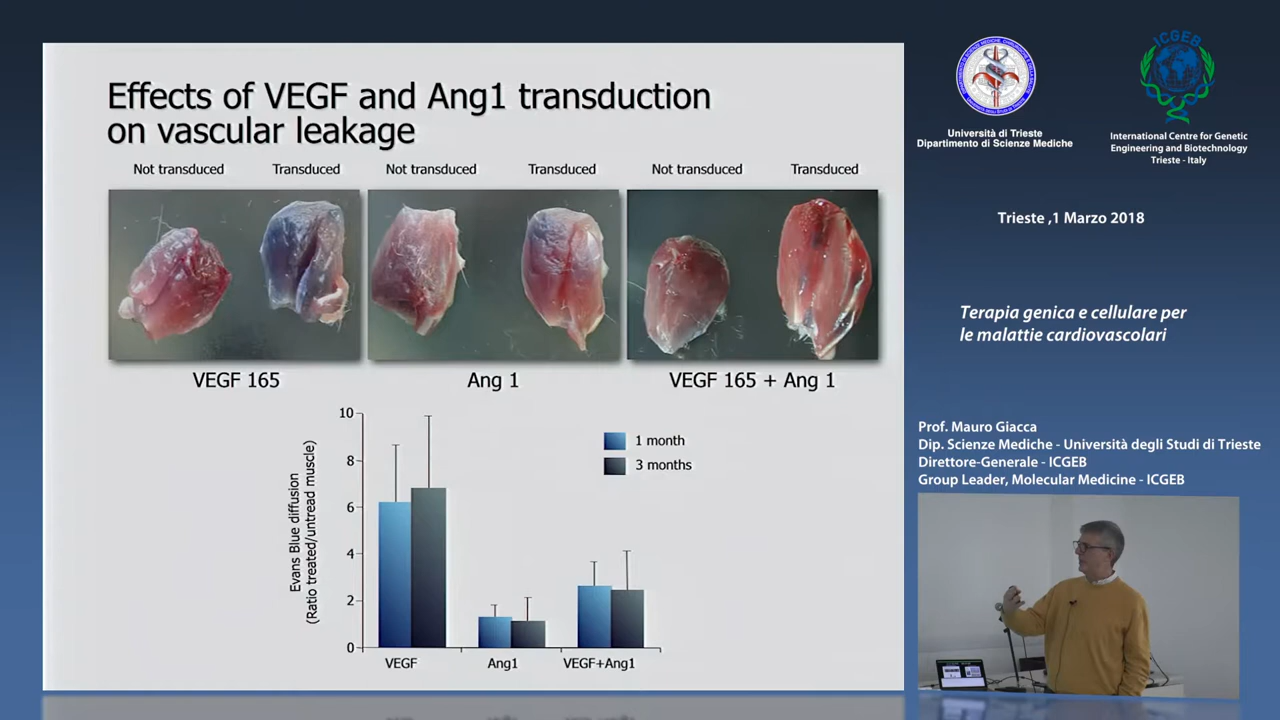 Effects of VEGF and Ang1 transduction
on vascular leakage
Not transduced
Transduced
Not transduced
Transduced
Not transduced
Transduced
VEGF 165
Ang 1
VEGF 165 + Ang 1
Evans Blue diffusion
(Ratio treated/untread muscle)
10
8
6
4
2
0
1 month
3 months
VEGF
Ang1
VEGF+Ang1
ICGEB
Università di Trieste
Dipartimento di Scienze Mediche
International Centre for Genetic
Engineering and Biotechnology
Trieste - Italy
Trieste ,1 Marzo 2018
Terapia genica e cellulare per
le malattie cardiovascolari
Prof. Mauro Giacca
Dip. Scienze Mediche - Università degli Studi di Trieste
Direttore-Generale - ICGEB
Group Leader, Molecular Medicine - ICGEB